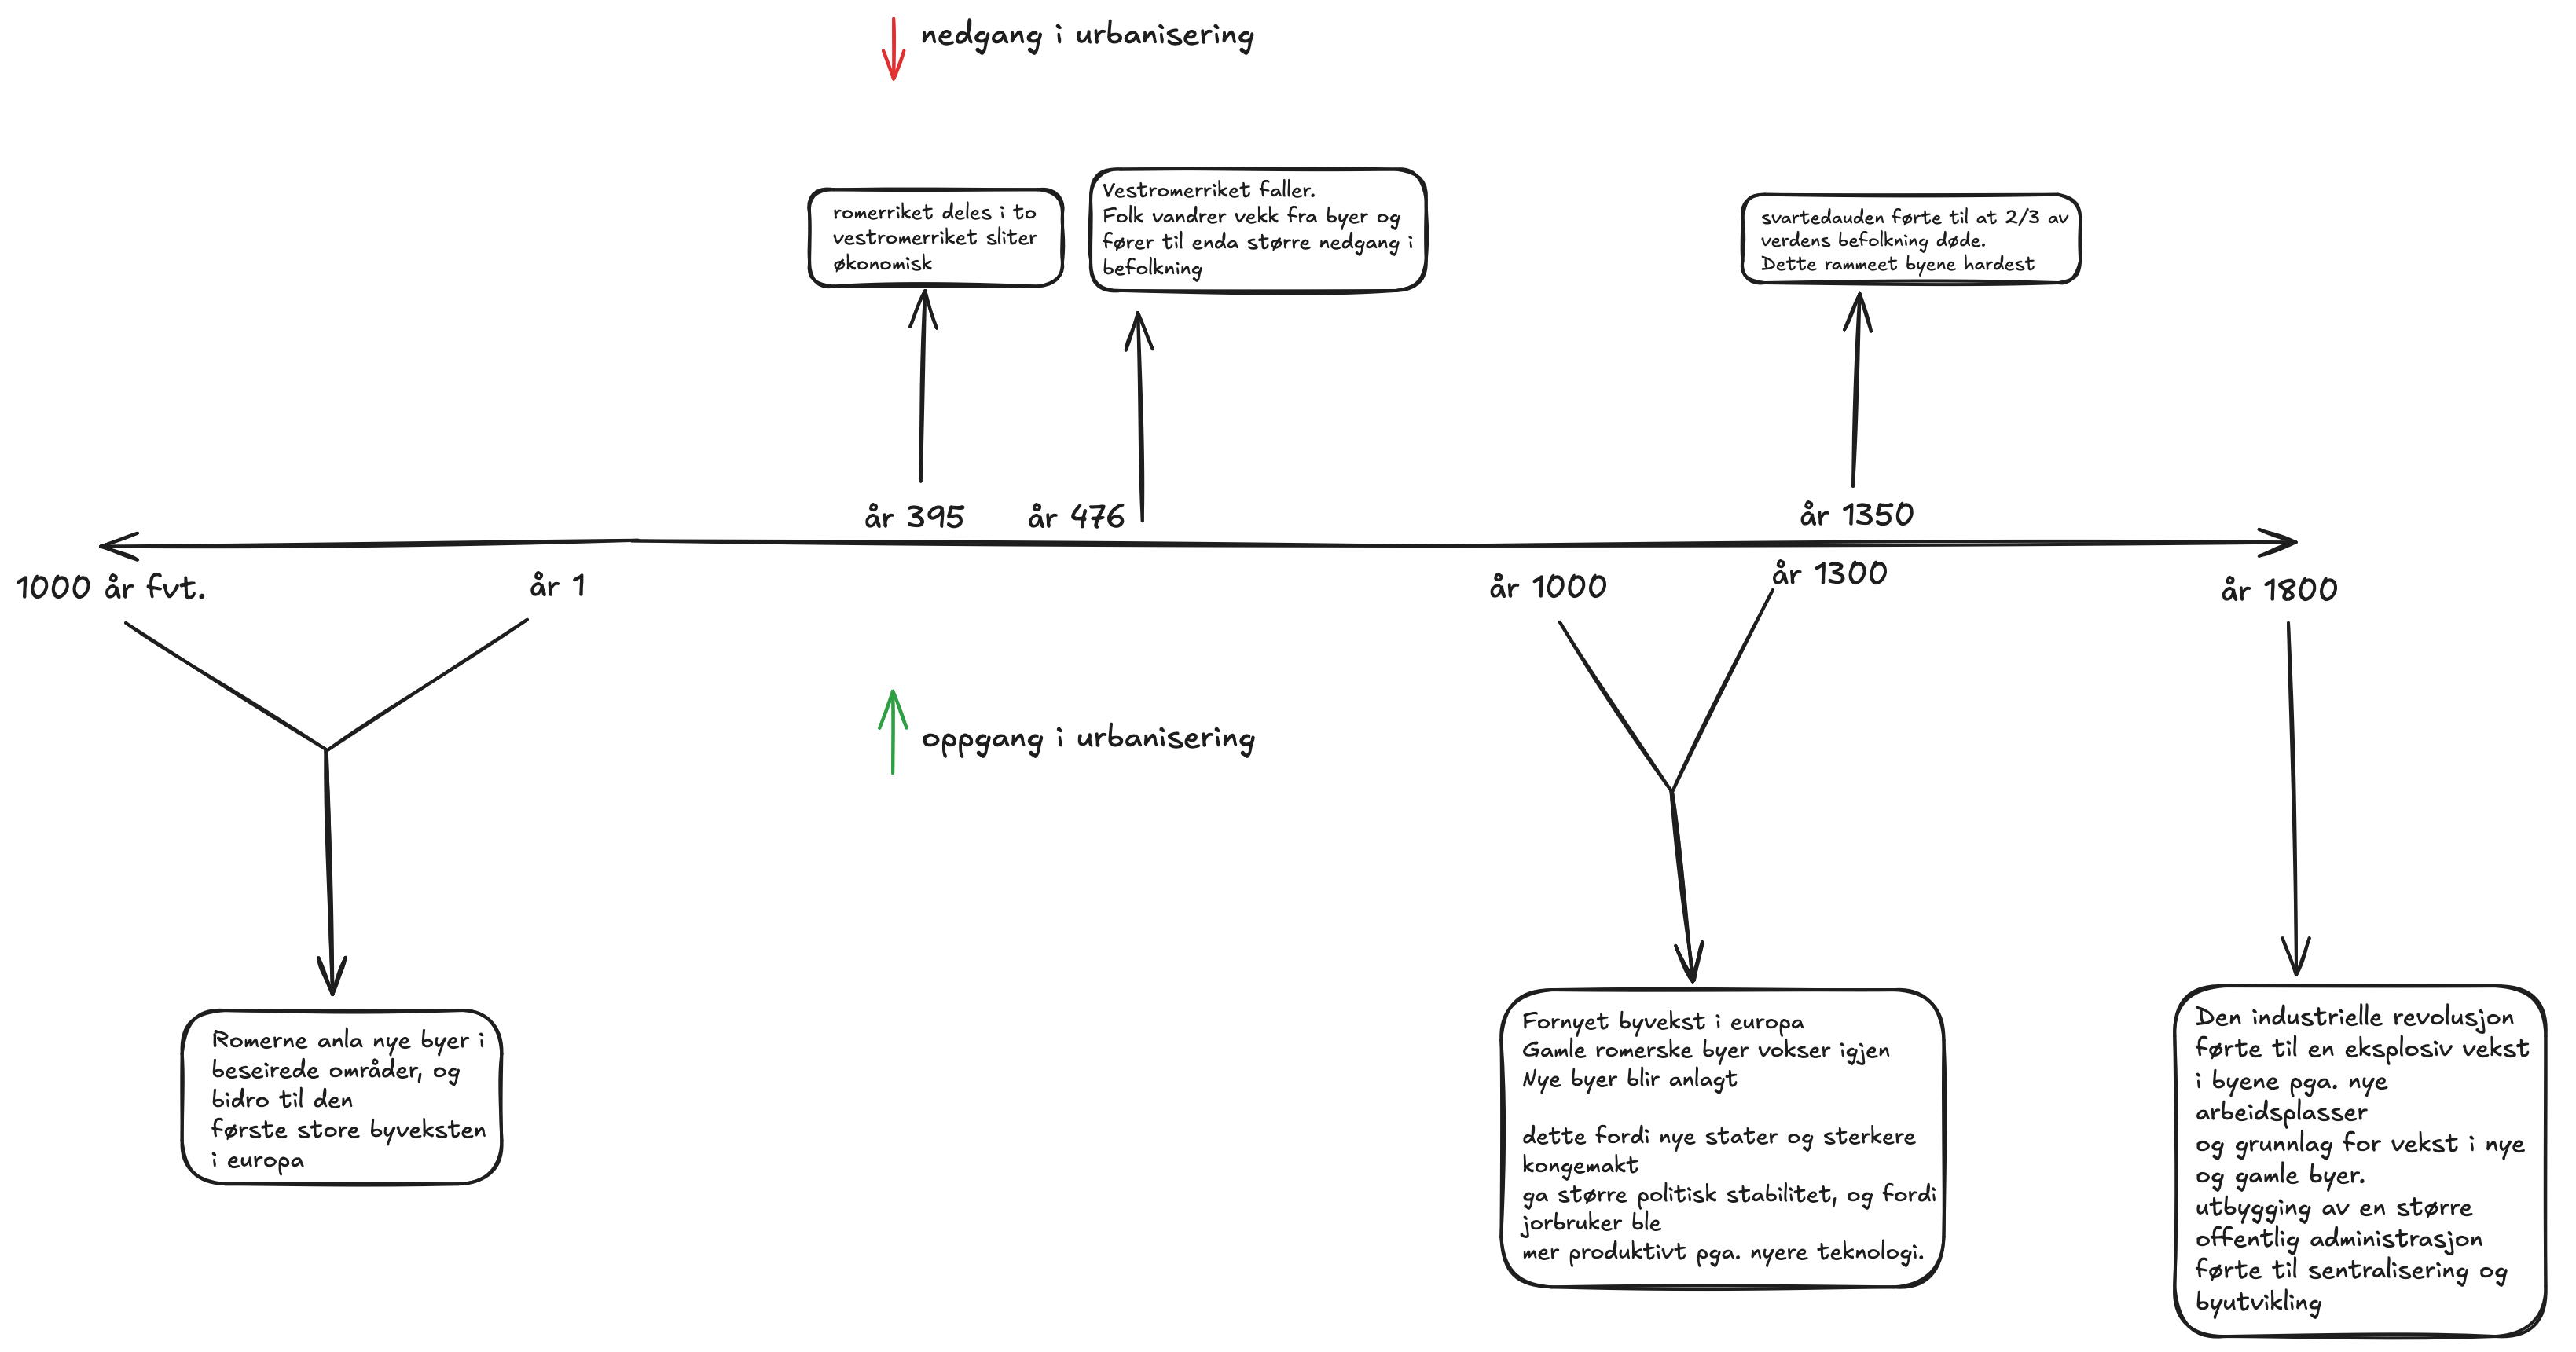 nedgang i urbanisering
romerriket deles i to
vestromerriket sliter
økonomisk
Vestromerriket faller.
Folk vandrer vekk fra byer og
fører til enda større nedgang i
befolkning
svartedauden førte til at 2/3 av
verdens befolkning døde.
Dette rammeet byene hardest
år 395
år 476
år 1350
1000 år fvt.
år 1
år 1000
år 1300
år 1800
oppgang i urbanisering
Romerne anla nye byer i
beseirede områder, og
bidro til den
første store byveksten
i europa
Fornyet byvekst i europa
Gamle romerske byer vokser igjen
Nye byer blir anlagt
dette fordi nye stater og sterkere
kongemakt
ga større politisk stabilitet, og fordi
jorbruker ble
mer produktivt pga. nyere teknologi.
Den industrielle revolusjon
førte til en eksplosiv vekst
i byene pga. nye
arbeidsplasser
og grunnlag for vekst i nye
og gamle byer.
utbygging av en større
offentlig administrasjon
førte til sentralisering og
byutvikling